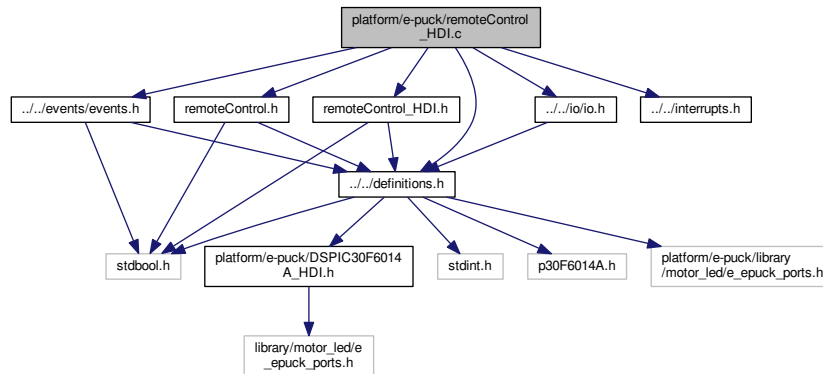 platform/e-puck/remoteControl
_HDI.c
../../events/events.h
remoteControl.h
remoteControl_HDI.h
../../io/io.h
../../interrupts.h
../../definitions.h
stdbool.h
platform/e-puck/DSPIC30F6014
A_HDI.h
stdint.h
p30F6014A.h
platform/e-puck/library
/motor_led/e_epuck_ports.h
library/motor_led/e
_epuck_ports.h